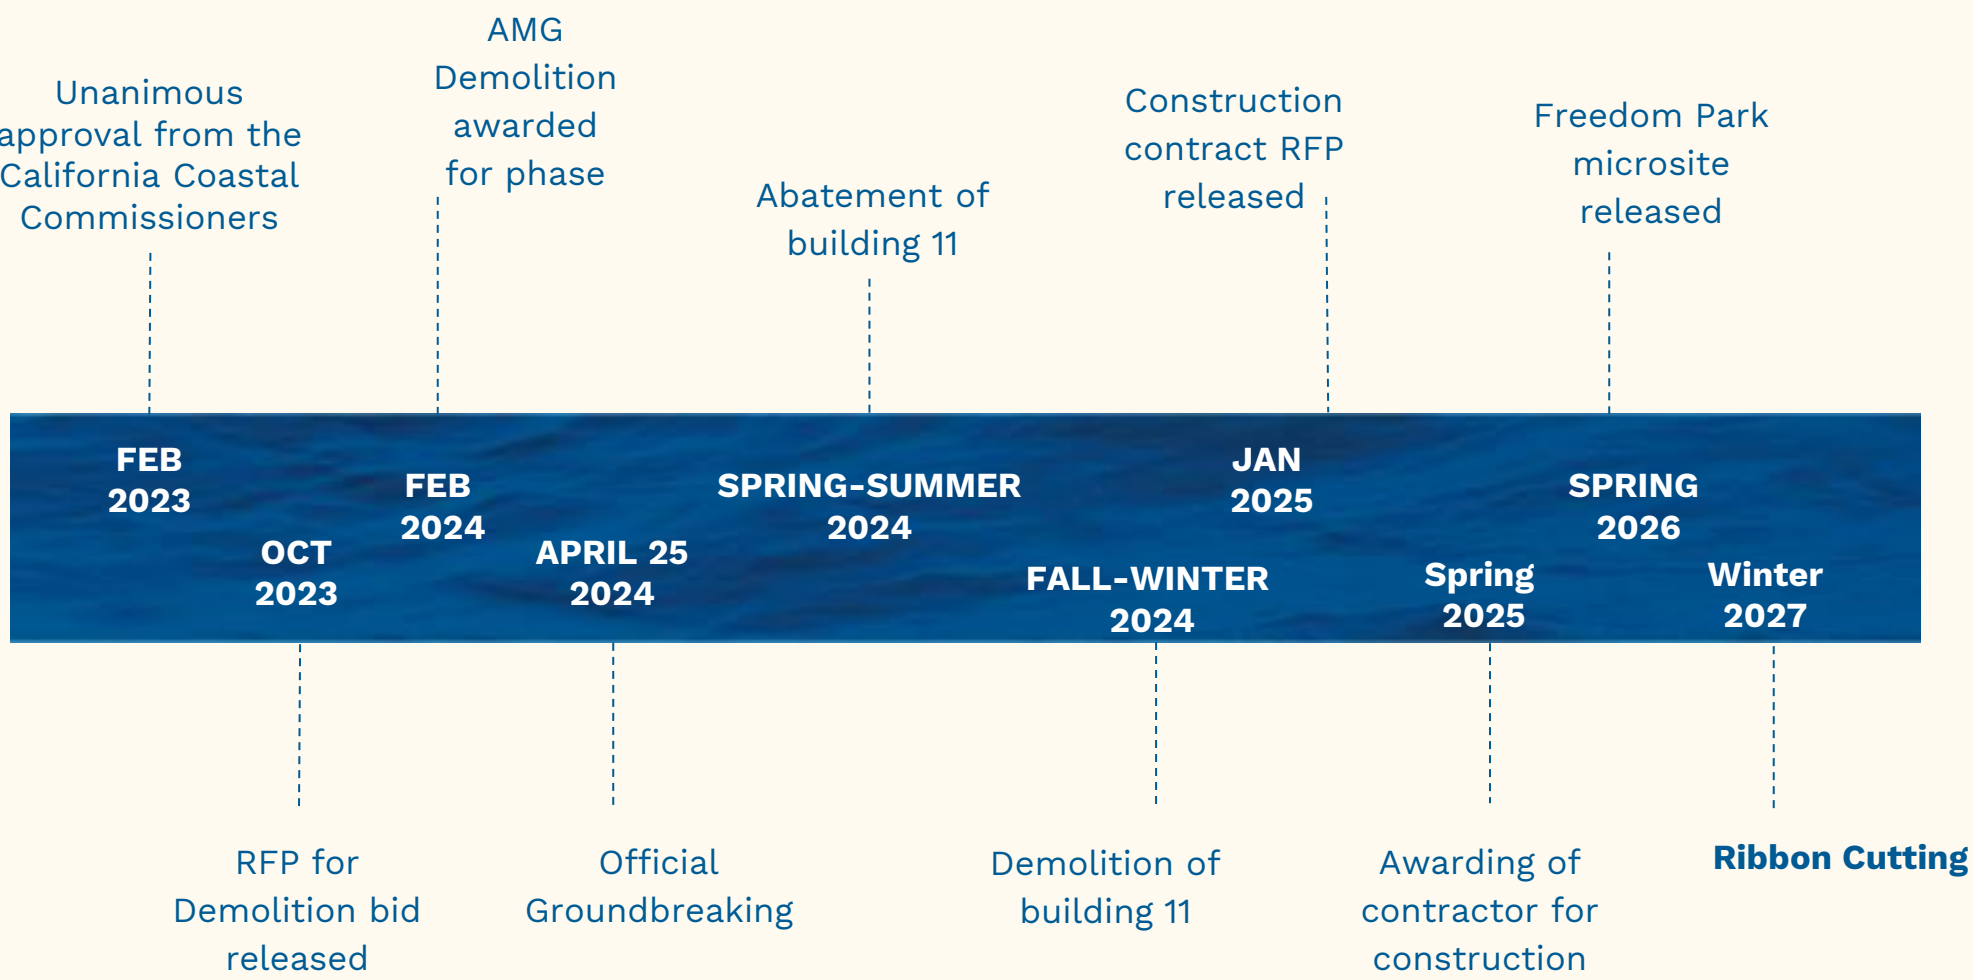 Unanimous
approval from the
California Coastal
Commissioners
AMG
Demolition
awarded
for phase
Abatement of
building 11
Construction
contract RFP
released
Freedom Park
microsite
released
FEB
2023
OCT
2023
FEB
2024
APRIL 25
2024
SPRING-SUMMER
2024
FALL-WINTER
2024
JAN
2025
Spring
2025
SPRING
2026
Winter
2027
RFP for
Demolition bid
released
Official
Groundbreaking
Demolition of
building 11
Awarding of
contractor for
construction
Ribbon Cutting